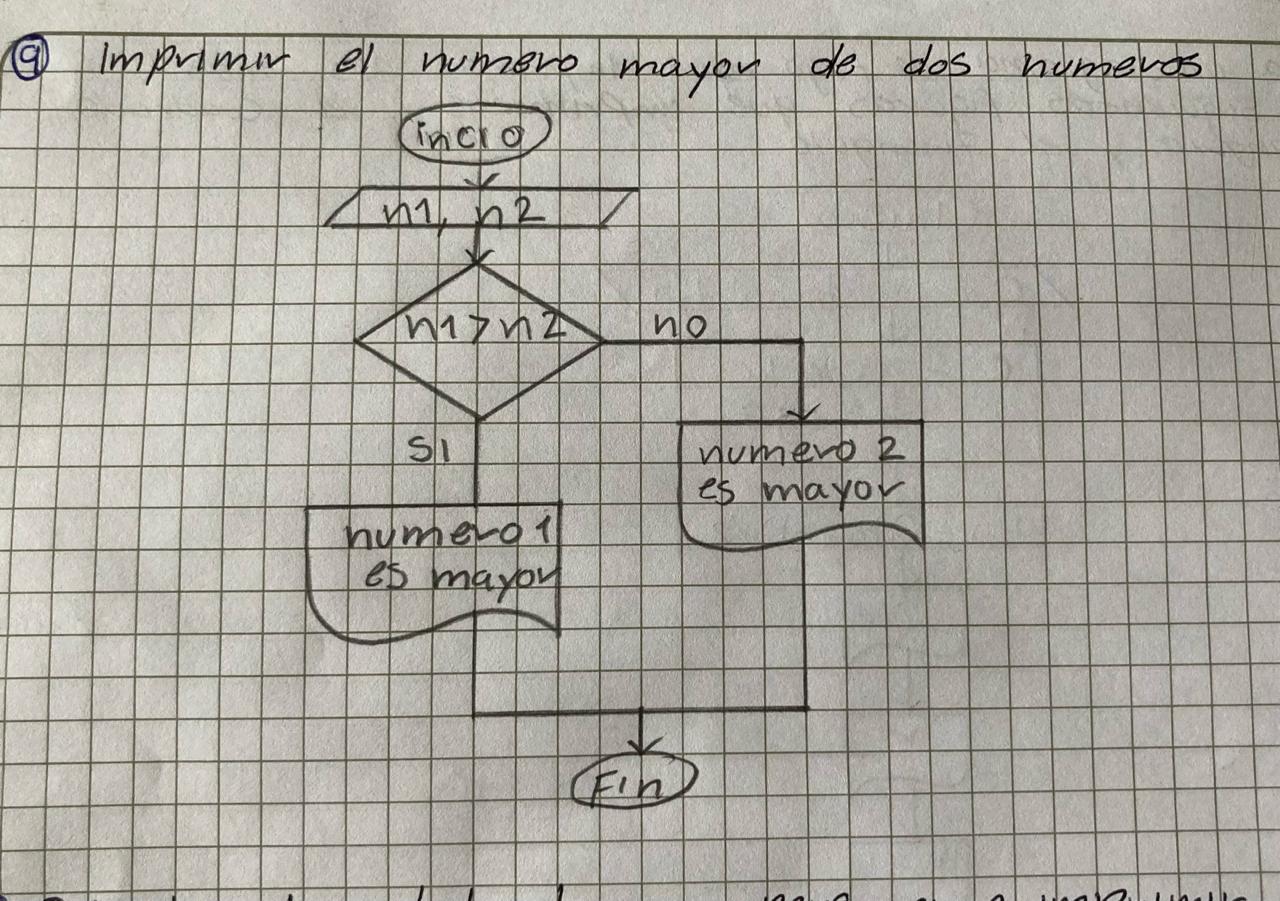 9 Imprimir el numero mayor de dos numeros
inicio
n1, n2
n1 > n2
no
SI
numero 2
es mayor
numero 1
es mayor
Fin